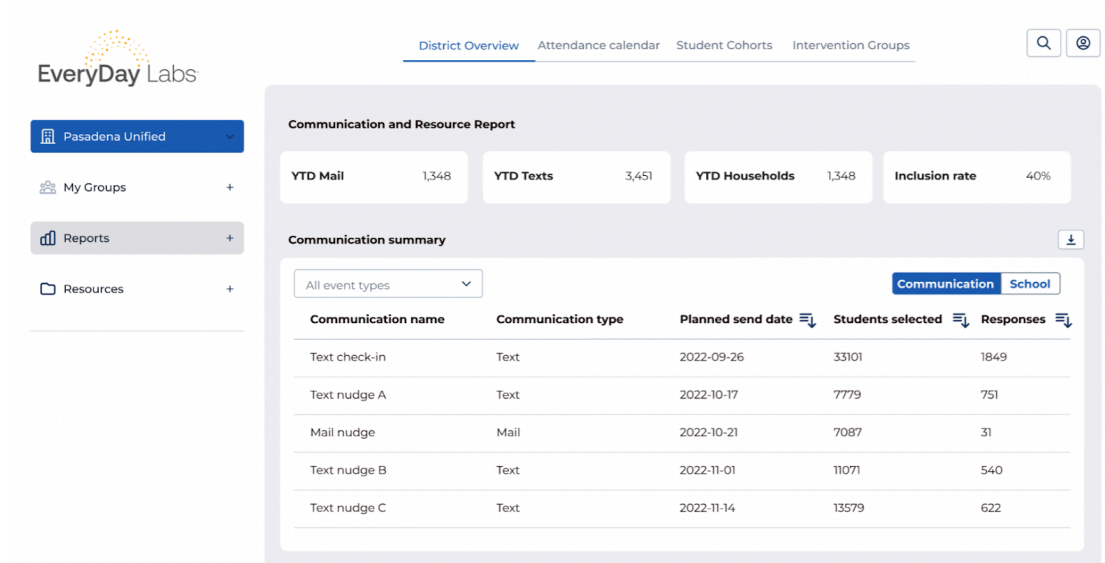 District Overview Attendance calendar Student Cohorts Intervention Groups
EveryDay Labs
Pasadena Unified
My Groups +
Reports +
Resources +
Communication and Resource Report
YTD Mail 1,348 YTD Texts 3,451 YTD Households 1,348 Inclusion rate 40%
Communication summary
All event types Communication School
Communication name Communication type Planned send date Students selected Responses
Text check-in Text 2022-09-26 33101 1849
Text nudge A Text 2022-10-17 7779 751
Mail nudge Mail 2022-10-21 7087 31
Text nudge B Text 2022-11-01 11071 540
Text nudge C Text 2022-11-14 13579 622